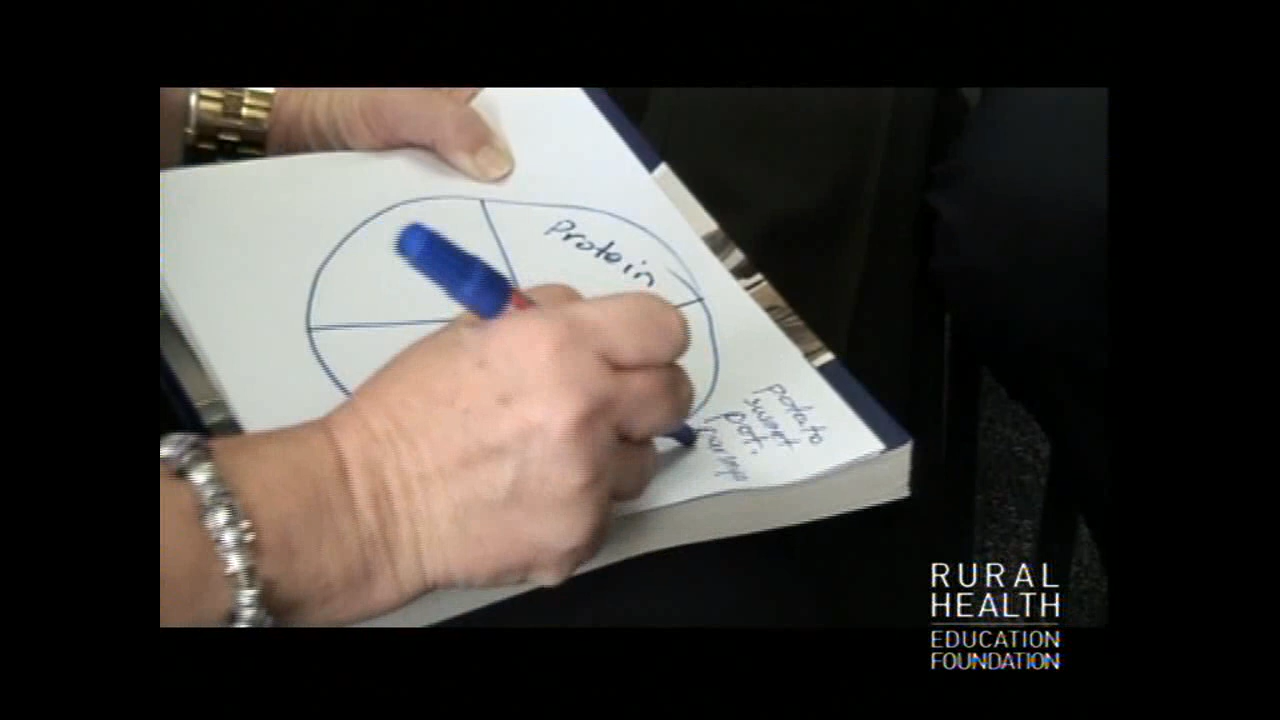 protein
potato
sweet
pot.
RURAL
HEALTH
EDUCATION
FOUNDATION